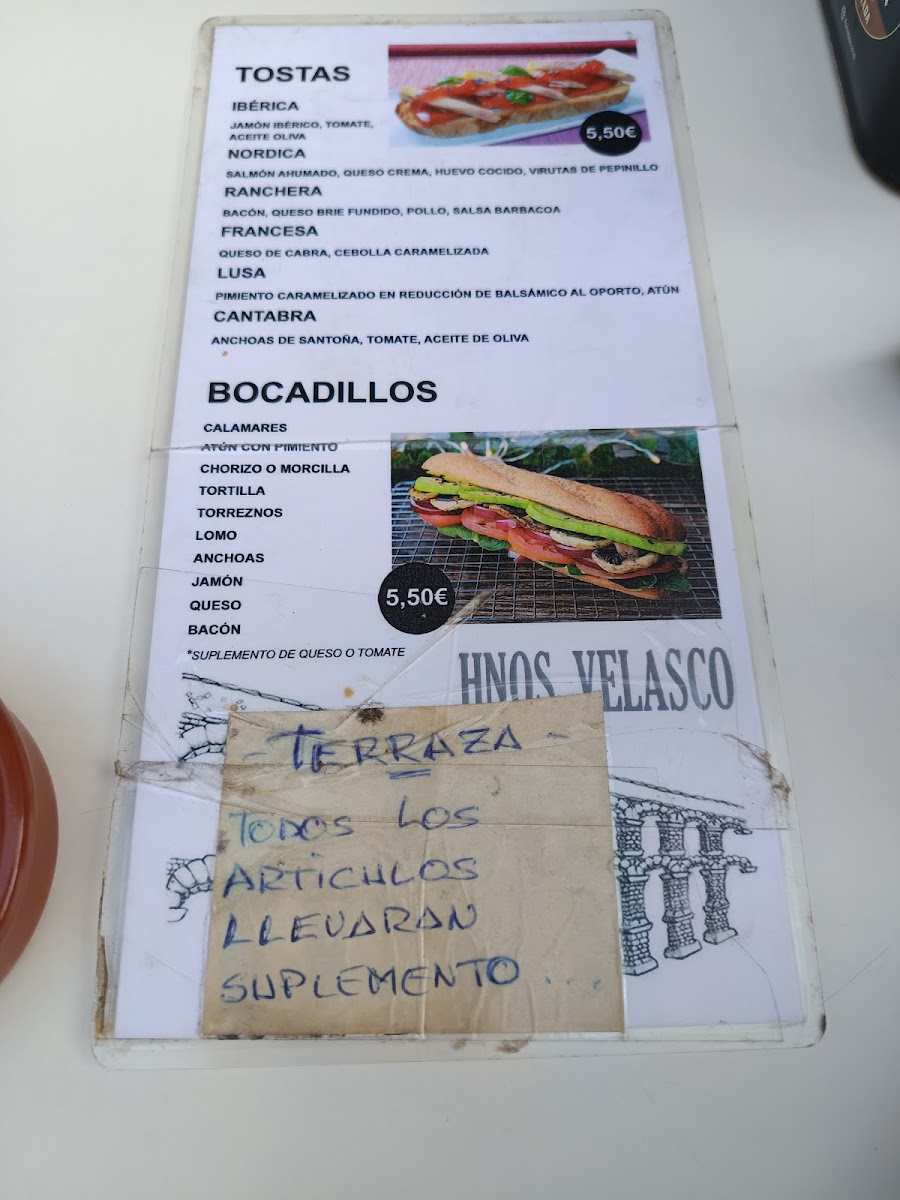 TOSTAS
5,50€
IBÉRICA
JAMÓN IBÉRICO, TOMATE,
ACEITE OLIVA
NORDICA
SALMÓN AHUMADO, QUESO CREMA, HUEVO COCIDO, VIRUTAS DE PEPINILLO
RANCHERA
BACÓN, QUESO BRIE FUNDIDO, POLLO, SALSA BARBACOA
FRANCESA
QUESO DE CABRA, CEBOLLA CARAMELIZADA
LUSA
PIMIENTO CARAMELIZADO EN REDUCCIÓN DE BALSÁMICO AL OPORTO, ATÚN
CANTABRA
ANCHOAS DE SANTOÑA, TOMATE, ACEITE DE OLIVA
BOCADILLOS
CALAMARES
ATÚN CON PIMIENTO
CHORIZO O MORCILLA
TORTILLA
TORREZNOS
LOMO
ANCHOAS
JAMÓN
QUESO
BACÓN
5,50€
*SUPLEMENTO DE QUESO O TOMATE
HNOS VELASCO
- TERRAZA -
TODOS LOS
ARTICULOS
LLEVARAN
SUPLEMENTO ...